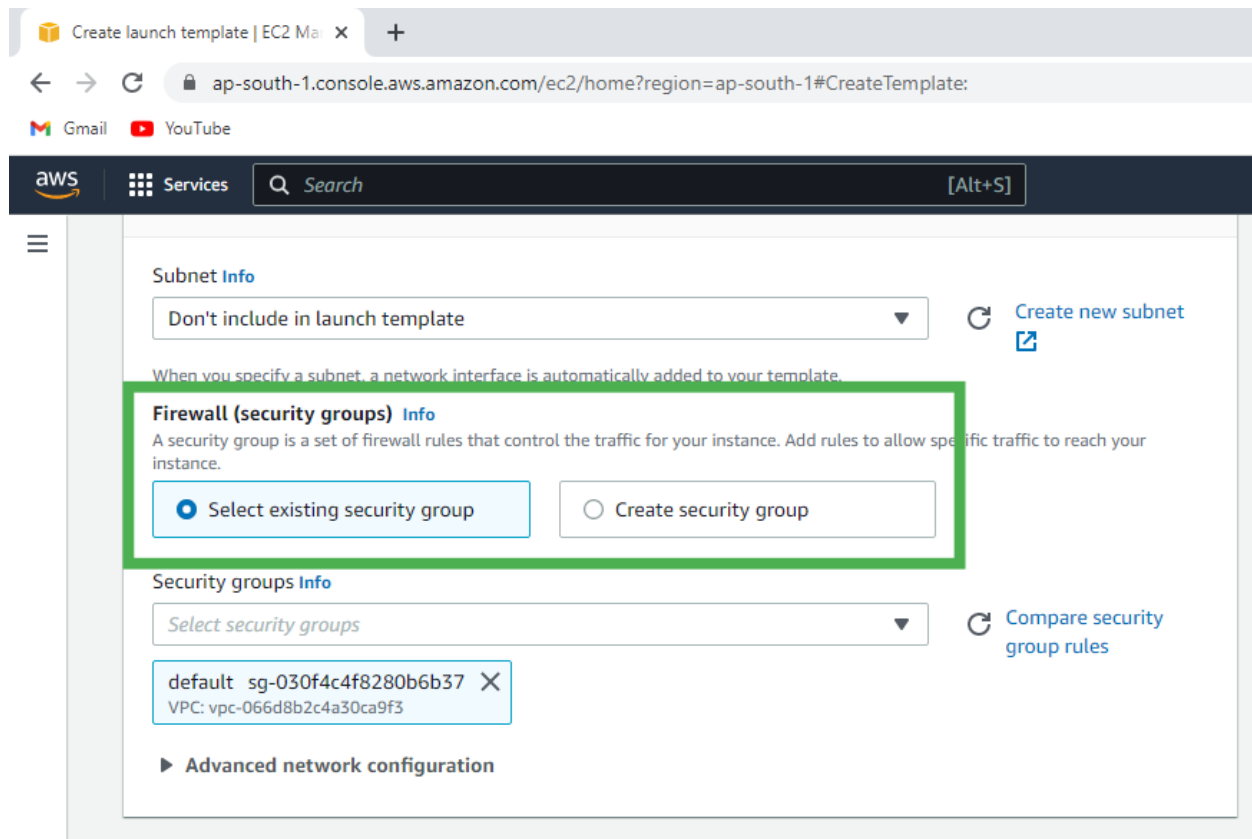 Create launch template | EC2 Ma
ap-south-1.console.aws.amazon.com/ec2/home?region=ap-south-1#CreateTemplate:
Gmail YouTube
aws Services Search [Alt+S]
Subnet Info
Don't include in launch template
Create new subnet
When you specify a subnet, a network interface is automatically added to your template.
Firewall (security groups) Info
A security group is a set of firewall rules that control the traffic for your instance. Add rules to allow specific traffic to reach your
instance.
Select existing security group Create security group
Security groups Info
Select security groups
Compare security
group rules
default sg-030f4c4f8280b6b37
VPC: vpc-066d8b2c4a30ca9f3
Advanced network configuration